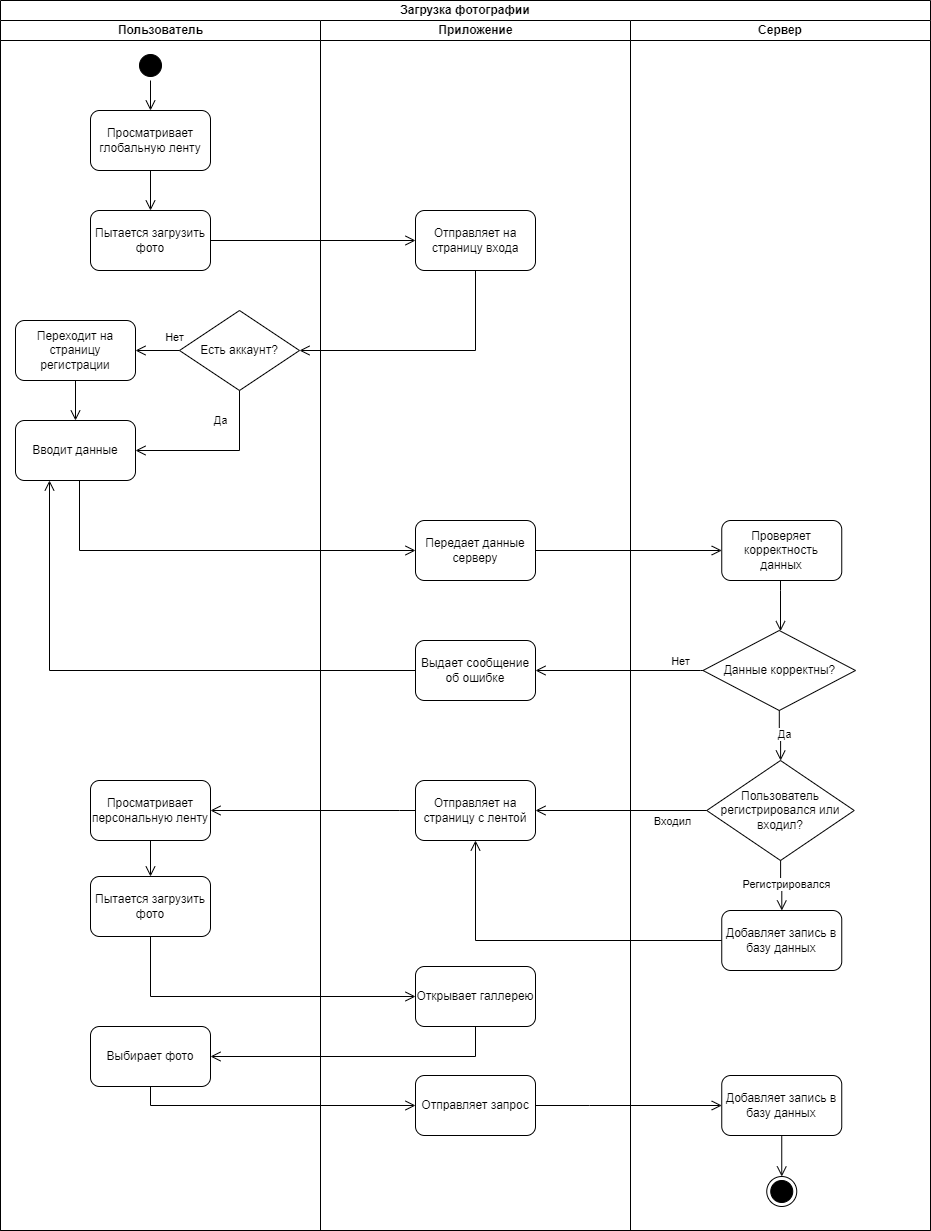 Загрузка фотографии
Пользователь
Приложение
Сервер
Просматривает
глобальную ленту
Пытается загрузить
фото
Отправляет на
страницу входа
Переходит на
страницу
регистрации
Нет
Есть аккаунт?
Да
Вводит данные
Передает данные
серверу
Проверяет
корректность
данных
Выдает сообщение
об ошибке
Нет
Данные корректны?
Да
Просматривает
персональную ленту
Отправляет на
страницу с лентой
Входил
Пользователь
регистрировался или
входил?
Регистрировался
Пытается загрузить
фото
Добавляет запись в
базу данных
Открывает галлерею
Выбирает фото
Отправляет запрос
Добавляет запись в
базу данных